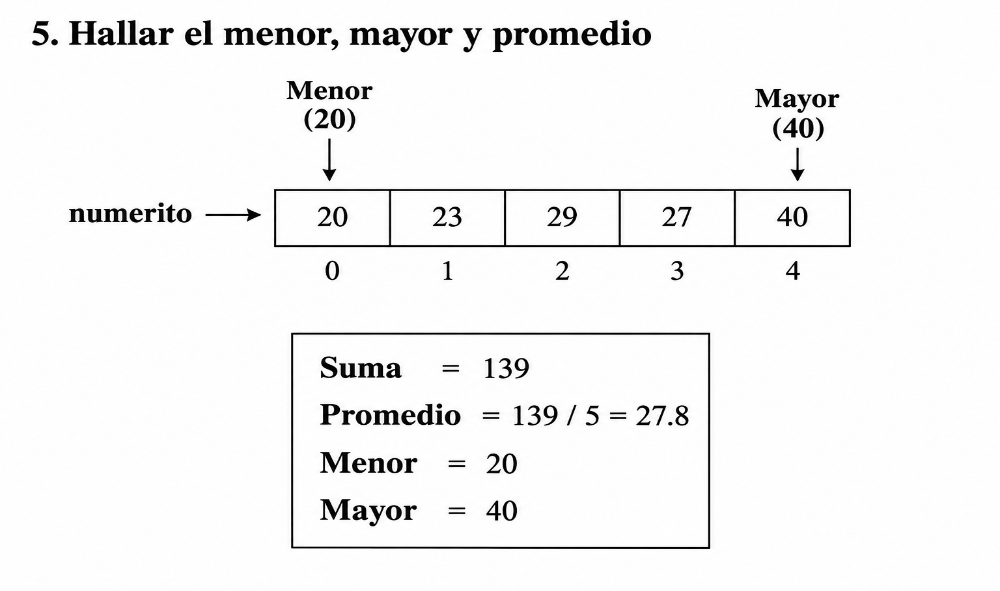 5. Hallar el menor, mayor y promedio
Menor
(20)
Mayor
(40)
numerito
20 23 29 27 40
0 1 2 3 4
Suma = 139
Promedio = 139 / 5 = 27.8
Menor = 20
Mayor = 40